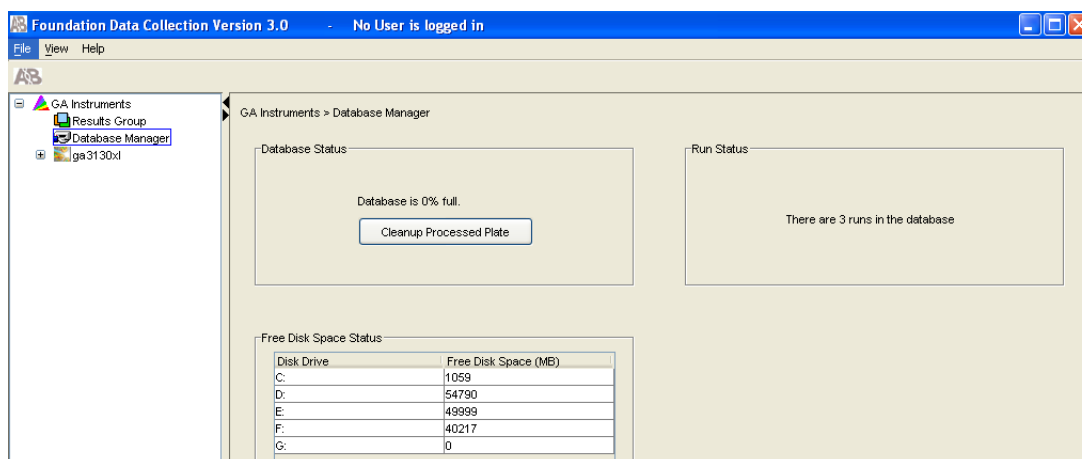 Foundation Data Collection Version 3.0 - No User is logged in
File View Help
AB
GA Instruments
Results Group
Database Manager
ga3130xl
GA Instruments > Database Manager
Database Status
Database is 0% full.
Cleanup Processed Plate
Run Status
There are 3 runs in the database
Free Disk Space Status
Disk Drive Free Disk Space (MB)
C: 1059
D: 54790
E: 49999
F: 40217
G: 0